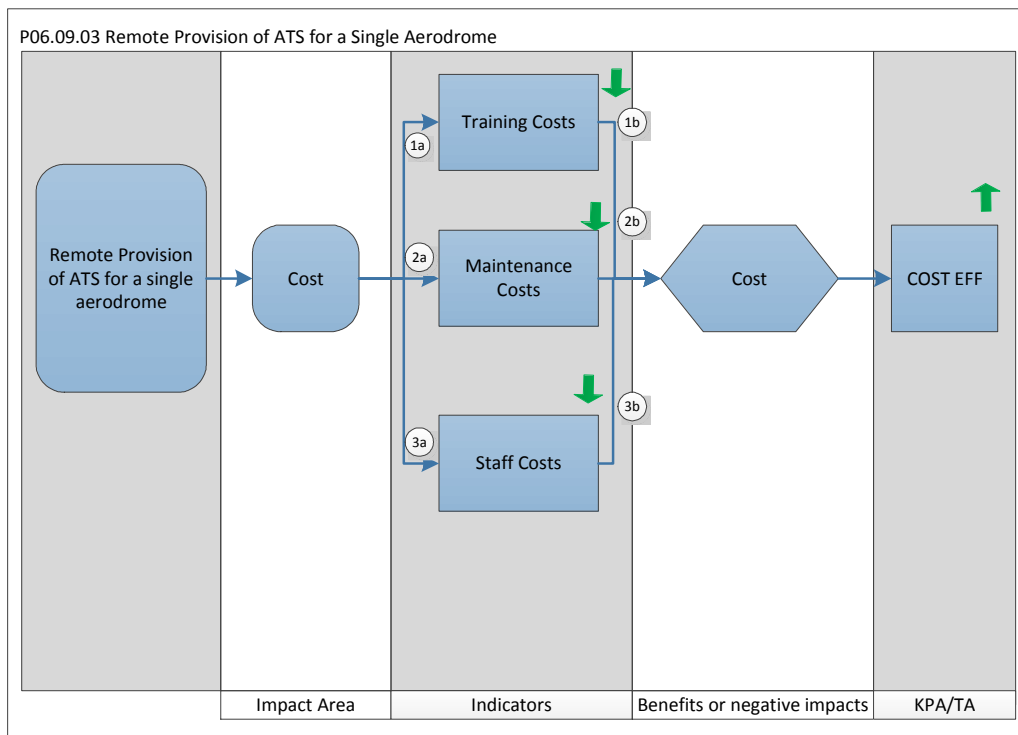 P06.09.03 Remote Provision of ATS for a Single Aerodrome
Remote Provision
of ATS for a single
aerodrome
Cost
1a
2a
3a
Training Costs
Maintenance
Costs
Staff Costs
1b
2b
3b
Cost
COST EFF
Impact Area
Indicators
Benefits or negative impacts
KPA/TA